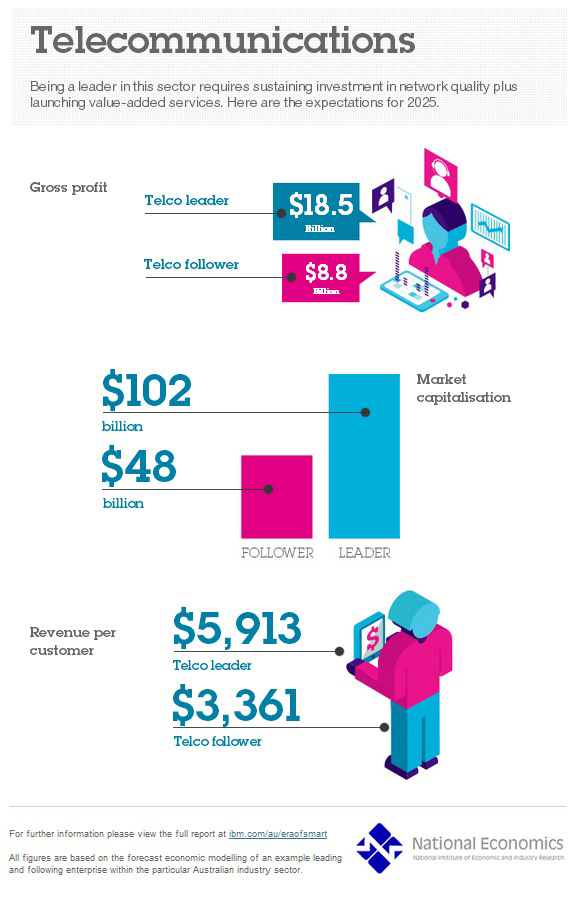 Telecommunications
Being a leader in this sector requires sustaining investment in network quality plus
launching value-added services. Here are the expectations for 2025.
Gross profit
Telco leader
$18.5
Billion
Telco follower
$8.8
Billion
$102
billion
Market
capitalisation
$48
billion
FOLLOWER
LEADER
Revenue per
customer
$5,913
Telco leader
$
$3,361
Telco follower
For further information please view the full report at ibm.com/au/eraofsmart
All figures are based on the forecast economic modelling of an example leading
and following enterprise within the particular Australian industry sector.
National Economics
National Institute of Economic and Industry Research